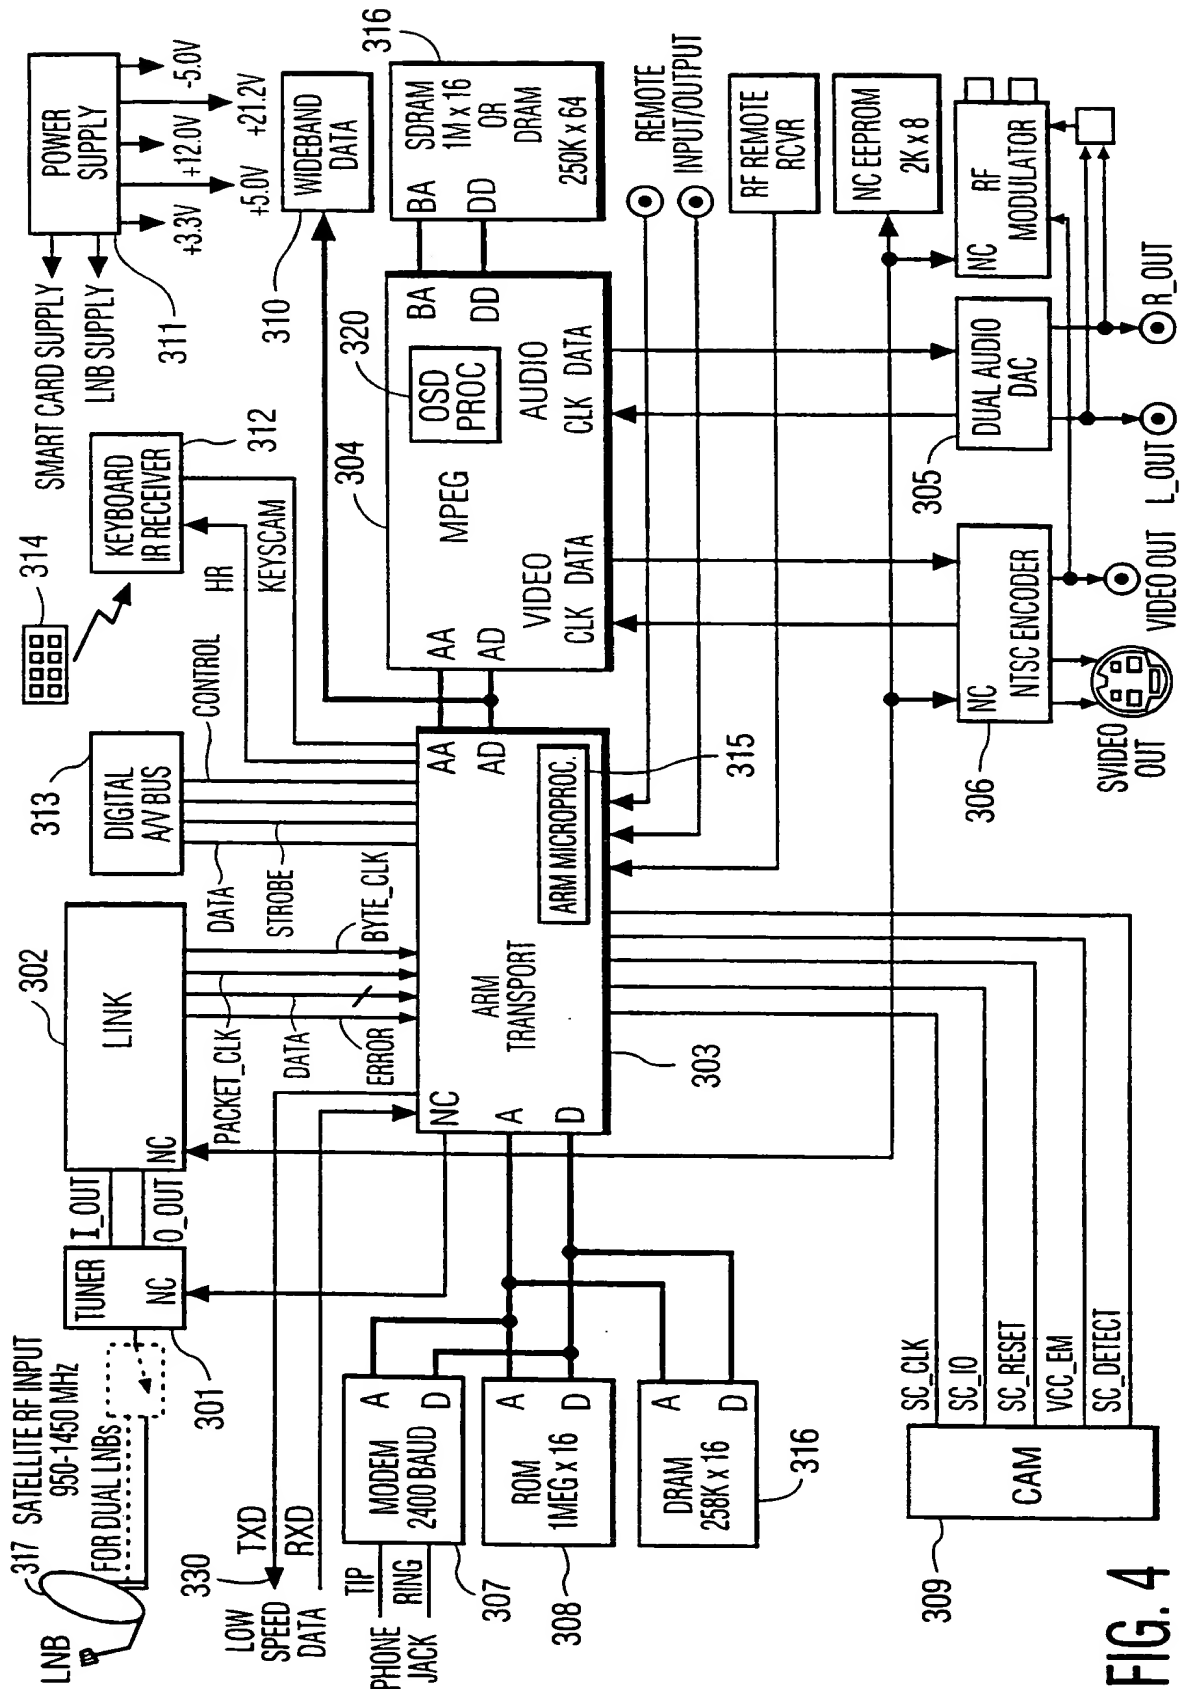 LNB
317
SATELLITE RF INPUT
950-1450 MHz
FOR DUAL LNBs
301
TUNER
NC
I_OUT
O_OUT
302
LINK
NC
PACKET_CLK
DATA
ERROR
BYTE_CLK
313
DIGITAL
A/V BUS
DATA
STROBE
CONTROL
314
KEYBOARD
IR RECEIVER
312
HR
KEYSCAM
SMART CARD SUPPLY
LNB SUPPLY
311
POWER
SUPPLY
+3.3V
+5.0V
+12.0V
+21.2V
-5.0V
310
WIDEBAND
DATA
330
TXD
RXD
LOW
SPEED
DATA
PHONE
JACK
TIP
RING
MODEM
2400 BAUD
A
D
307
ROM
1MEG x 16
A
D
308
DRAM
258K x 16
A
D
316
NC
A
D
ARM
TRANSPORT
ARM MICROPROC.
315
303
AA
AD
304
AA
AD
MPEG
OSD
PROC
320
VIDEO
CLK DATA
AUDIO
CLK DATA
BA
DD
BA
DD
SDRAM
1M x 16
OR
DRAM
250K x 64
316
REMOTE
INPUT/OUTPUT
RF REMOTE
RCVR
NC EEPROM
2K x 8
NC
RF
MODULATOR
305
DUAL AUDIO
DAC
L_OUT
R_OUT
306
NC
NTSC ENCODER
SVIDEO
OUT
VIDEO OUT
SC_CLK
SC_IO
SC_RESET
VCC_EM
SC_DETECT
CAM
309
FIG. 4